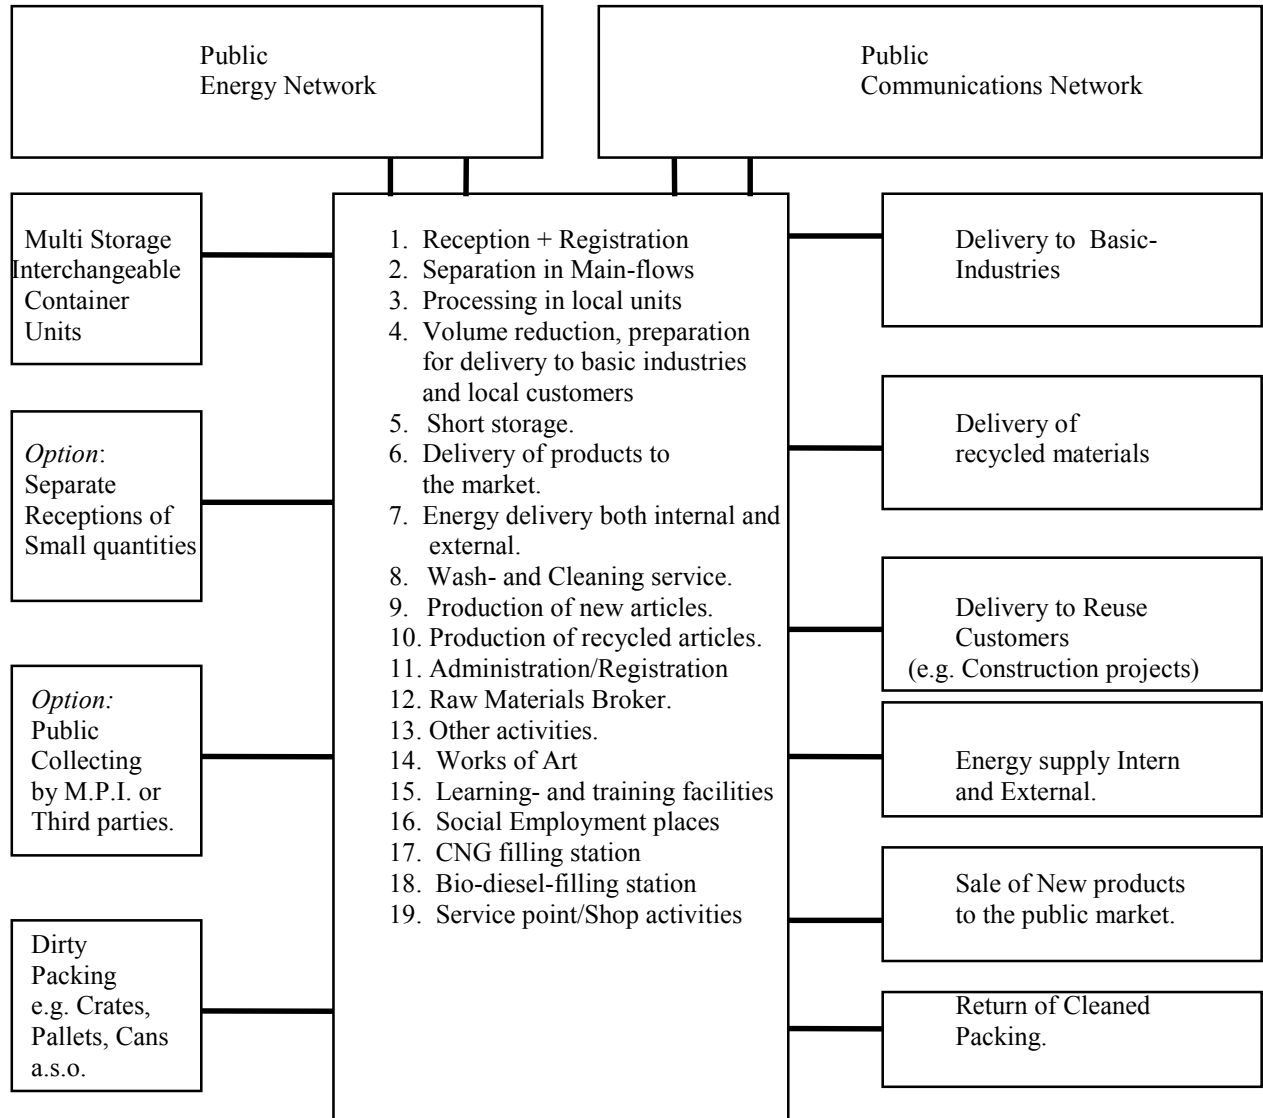 Public
Energy Network
Public
Communications Network
Multi Storage
Interchangeable
Container
Units
Option:
Separate
Receptions of
Small quantities
Option:
Public
Collecting
by M.P.I. or
Third parties.
Dirty
Packing
e.g. Crates,
Pallets, Cans
a.s.o.
1. Reception + Registration
2. Separation in Main-flows
3. Processing in local units
4. Volume reduction, preparation
for delivery to basic industries
and local customers
5. Short storage.
6. Delivery of products to
the market.
7. Energy delivery both internal and
external.
8. Wash- and Cleaning service.
9. Production of new articles.
10. Production of recycled articles.
11. Administration/Registration
12. Raw Materials Broker.
13. Other activities.
14. Works of Art
15. Learning- and training facilities
16. Social Employment places
17. CNG filling station
18. Bio-diesel-filling station
19. Service point/Shop activities
Delivery to Basic-
Industries
Delivery of
recycled materials
Delivery to Reuse
Customers
(e.g. Construction projects)
Energy supply Intern
and External.
Sale of New products
to the public market.
Return of Cleaned
Packing.